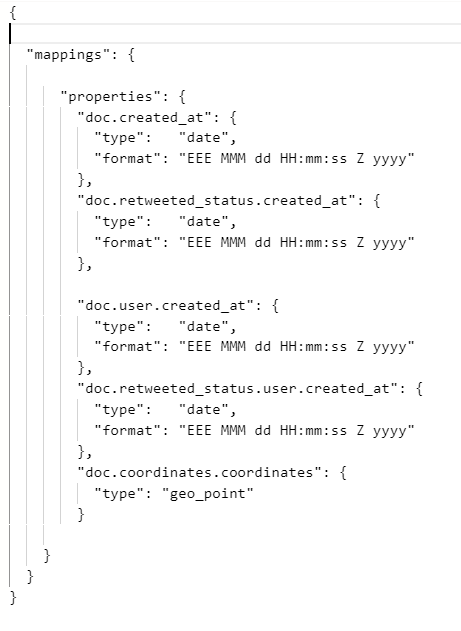 {
"mappings": {
"properties": {
"doc.created_at": {
"type":   "date",
"format": "EEE MMM dd HH:mm:ss Z yyyy"
},
"doc.retweeted_status.created_at": {
"type":   "date",
"format": "EEE MMM dd HH:mm:ss Z yyyy"
},
"doc.user.created_at": {
"type":   "date",
"format": "EEE MMM dd HH:mm:ss Z yyyy"
},
"doc.retweeted_status.user.created_at": {
"type":   "date",
"format": "EEE MMM dd HH:mm:ss Z yyyy"
},
"doc.coordinates.coordinates": {
"type": "geo_point"
}
}
}
}